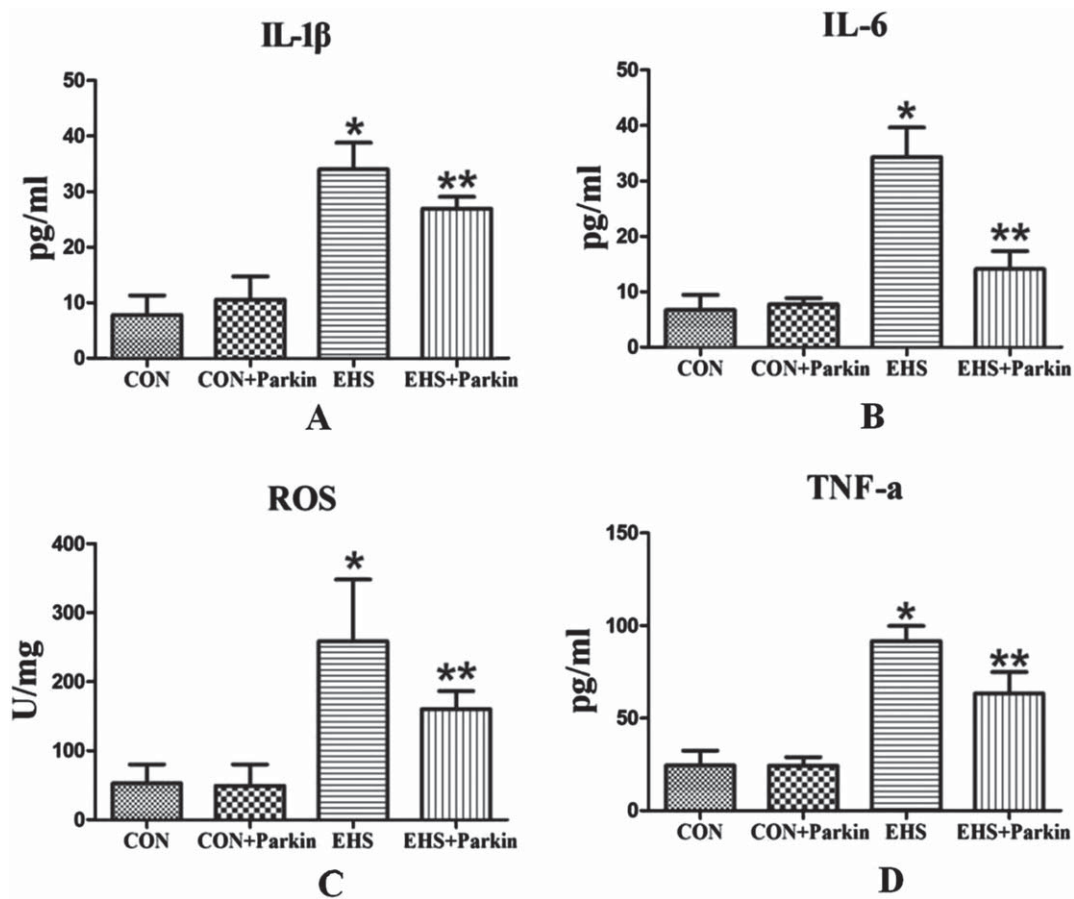 IL-1β
50
40
30
20
10
0
pg/ml
*
**
CON CON+Parkin EHS EHS+Parkin
A
IL-6
50
40
30
20
10
0
pg/ml
*
**
CON CON+Parkin EHS EHS+Parkin
B
ROS
400
300
200
100
0
U/mg
*
**
CON CON+Parkin EHS EHS+Parkin
C
TNF-a
150
100
50
0
pg/ml
*
**
CON CON+Parkin EHS EHS+Parkin
D